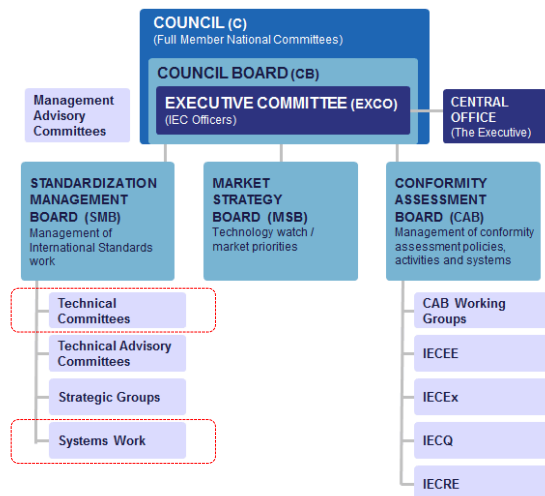 COUNCIL (C)
(Full Member National Committees)
COUNCIL BOARD (CB)
EXECUTIVE COMMITTEE (EXCO)
(IEC Officers)
Management
Advisory
Committees
CENTRAL
OFFICE
(The Executive)
STANDARDIZATION
MANAGEMENT
BOARD (SMB)
Management of
International Standards
work
MARKET
STRATEGY
BOARD (MSB)
Technology watch /
market priorities
CONFORMITY
ASSESSMENT
BOARD (CAB)
Management of conformity
assessment policies,
activities and systems
Technical
Committees
Technical Advisory
Committees
Strategic Groups
Systems Work
CAB Working
Groups
IECEE
IECEx
IECQ
IECRE